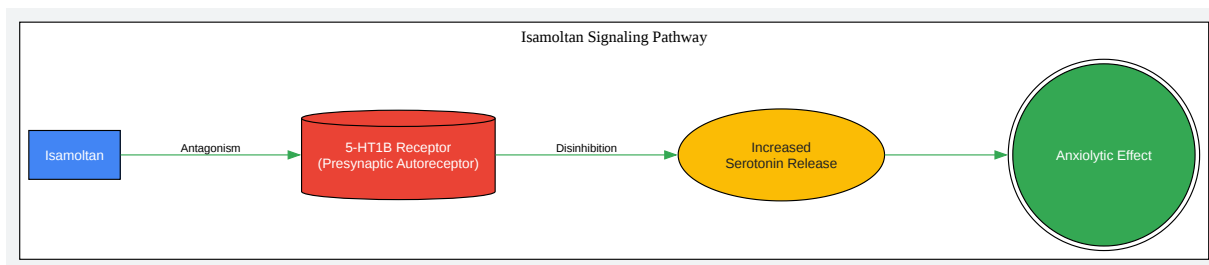 Isamoltan Signaling Pathway
Isamoltan
Antagonism
5-HT1B Receptor
(Presynaptic Autoreceptor)
Disinhibition
Increased
Serotonin Release
Anxiolytic Effect